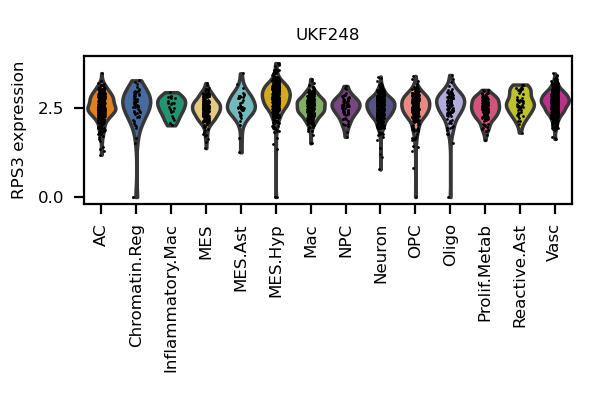 UKF248
RPS3 expression
2.5
0.0
AC
Chromatin.Reg
Inflammatory.Mac
MES
MES.Ast
MES.Hyp
Mac
NPC
Neuron
OPC
Oligo
Prolif.Metab
Reactive.Ast
Vasc